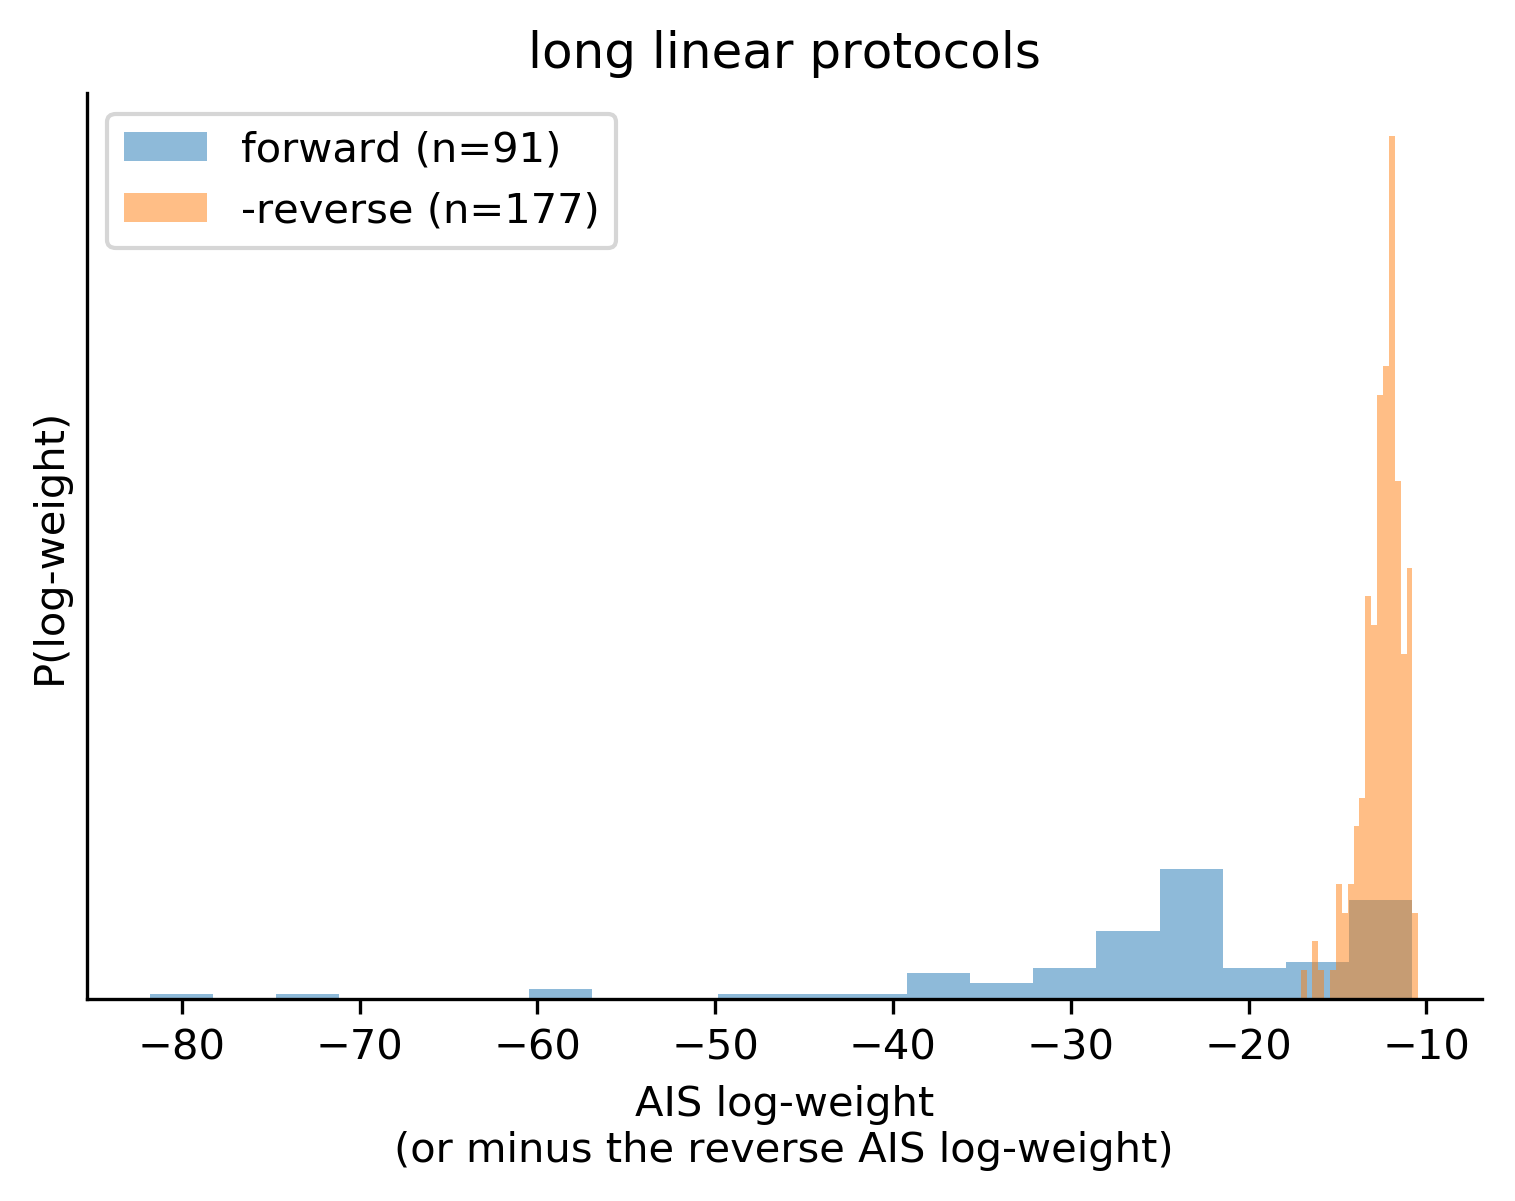 long linear protocols
forward (n=91)
-reverse (n=177)
P(log-weight)
−80 −70 −60 −50 −40 −30 −20 −10
AIS log-weight
(or minus the reverse AIS log-weight)